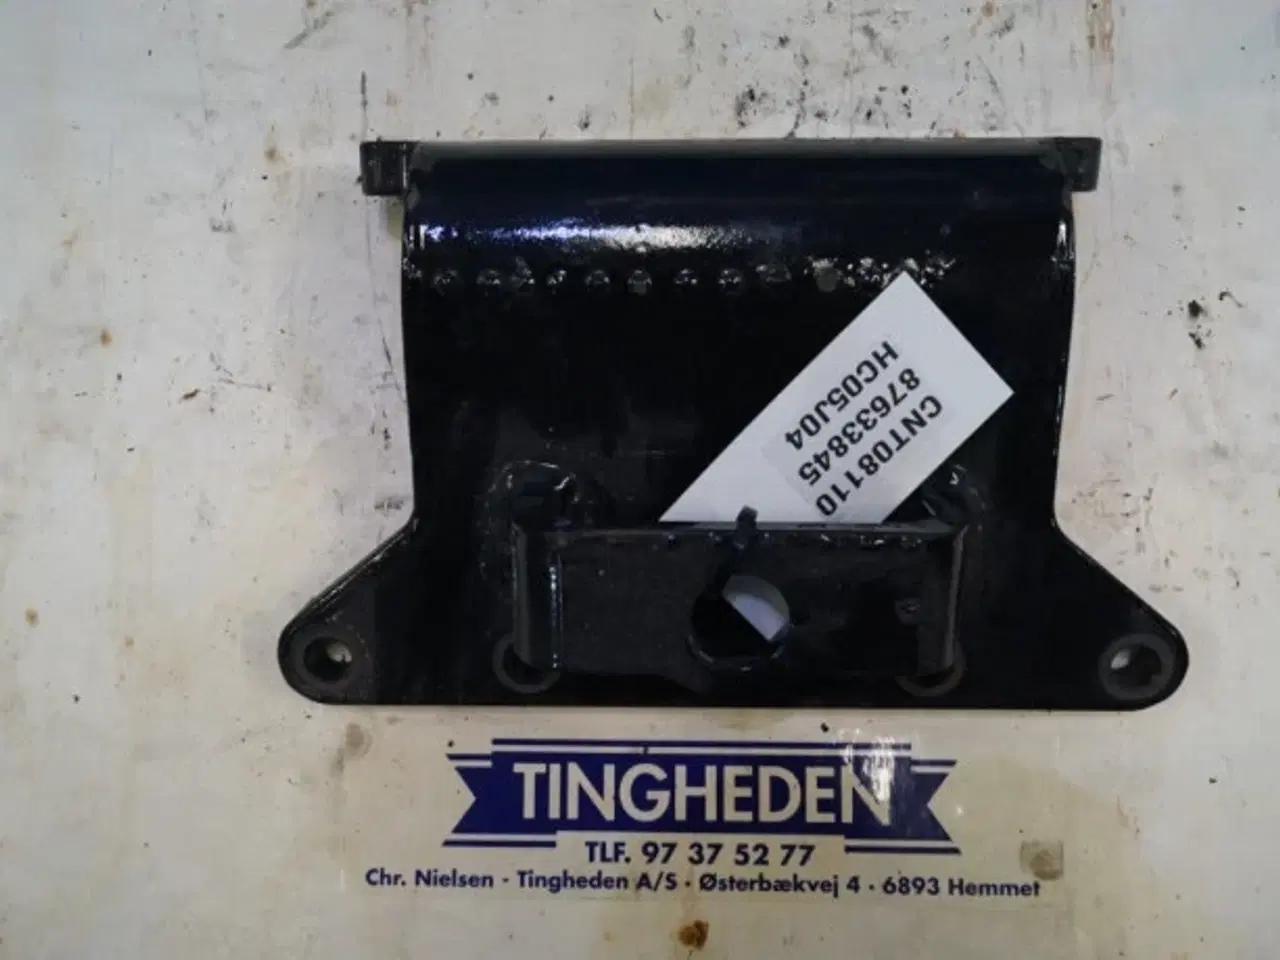 CNT08110
87633845
HC05J04
TINGHEDEN
TLF. 97 37 52 77
Chr. Nielsen - Tingheden A/S · Østerbækvej 4 · 6893 Hemmet